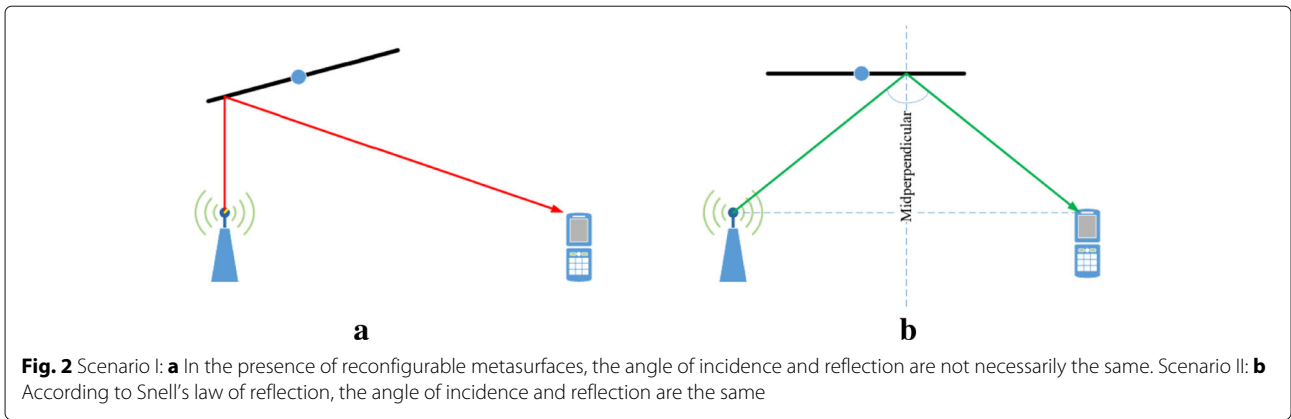 Midperpendicular
a
b
Fig. 2 Scenario I: a In the presence of reconfigurable metasurfaces, the angle of incidence and reflection are not necessarily the same. Scenario II: b
According to Snell's law of reflection, the angle of incidence and reflection are the same